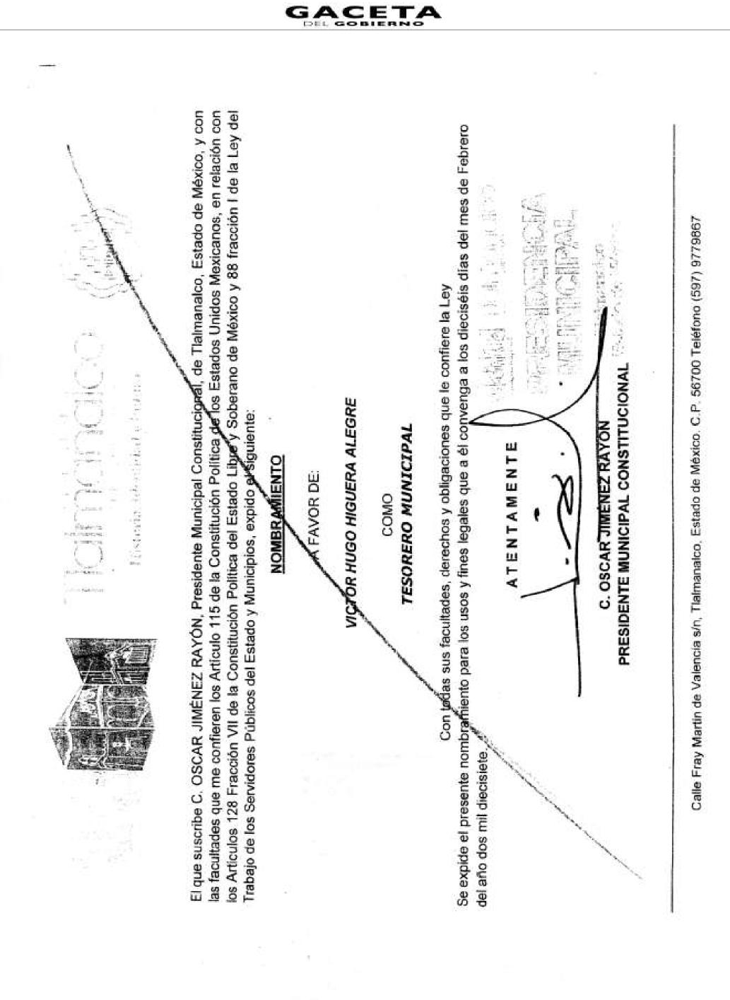 GACETA
DEL GOBIERNO
Tlalmanalco
El que suscribe C. OSCAR JIMÉNEZ RAYÓN, Presidente Municipal Constitucional, de Tlalmanalco, Estado de México, y con
las facultades que me confieren los Artículo 115 de la Constitución Política de los Estados Unidos Mexicanos, en relación con
los Artículos 128 Fracción VII de la Constitución Política del Estado Libre y Soberano de México y 88 fracción I de la Ley del
Trabajo de los Servidores Públicos del Estado y Municipios, expido el siguiente:
NOMBRAMIENTO
A FAVOR DE:
VICTOR HUGO HIGUERA ALEGRE
COMO
TESORERO MUNICIPAL
Con todas sus facultades, derechos y obligaciones que le confiere la Ley
Se expide el presente nombramiento para los usos y fines legales que a él convenga a los dieciséis días del mes de Febrero
del año dos mil diecisiete.
PRESIDENCIA
MUNICIPAL
ATENTAMENTE
C. OSCAR JIMÉNEZ RAYÓN
PRESIDENTE MUNICIPAL CONSTITUCIONAL
Calle Fray Martín de Valencia s/n, Tlalmanalco, Estado de México. C.P. 56700 Teléfono (597) 9779867